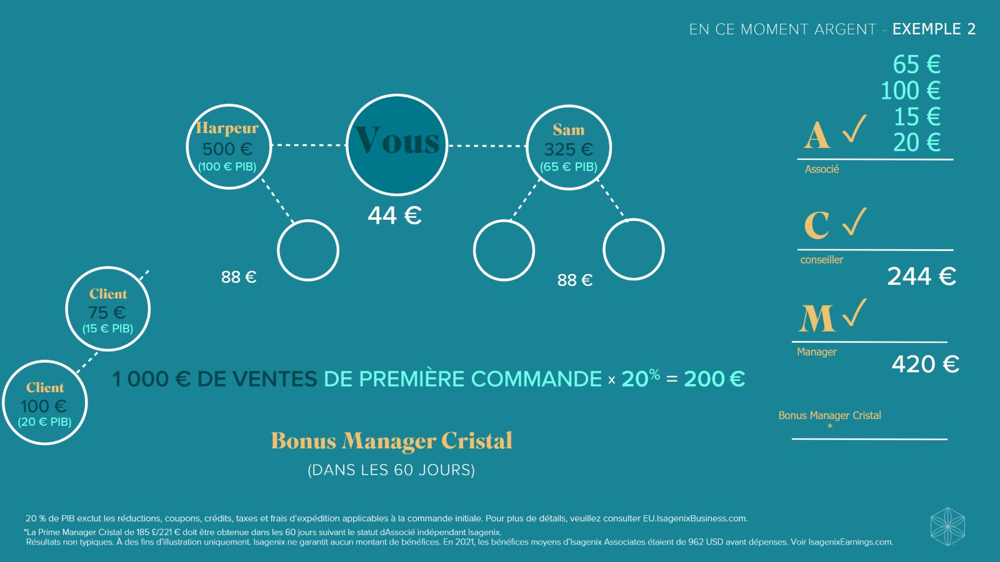 EN CE MOMENT ARGENT - EXEMPLE 2
65 €
100 €
15 €
20 €
A ✓
Associé
Harpeur
500 €
(100 € PIB)
Vous
44 €
Sam
325 €
(65 € PIB)
C ✓
conseiller
244 €
88 €
88 €
Client
75 €
(15 € PIB)
M ✓
Manager
420 €
1 000 € DE VENTES DE PREMIÈRE COMMANDE x 20% = 200 €
Client
100 €
(20 € PIB)
Bonus Manager Cristal
*
Bonus Manager Cristal
(DANS LES 60 JOURS)
20 % de PIB exclut les réductions, coupons, crédits, taxes et frais d'expédition applicables à la commande initiale. Pour plus de détails, veuillez consulter EU.IsagenixBusiness.com.
*La Prime Manager Cristal de 185 £/221 € doit être obtenue dans les 60 jours suivant le statut dAssocié indépendant Isagenix.
Résultats non typiques. À des fins d'illustration uniquement. Isagenix ne garantit aucun montant de bénéfices. En 2021, les bénéfices moyens d'Isagenix Associates étaient de 962 USD avant dépenses. Voir IsagenixEarnings.com.